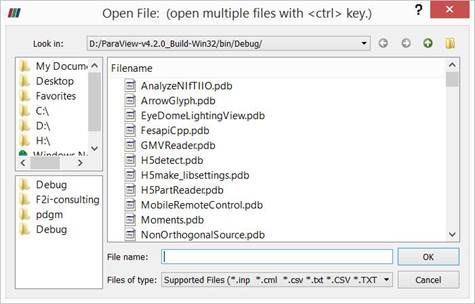 Open File: (open multiple files with <ctrl> key.)
Look in: D:/ParaView-v4.2.0_Build-Win32/bin/Debug/
My Docume
Desktop
Favorites
C:\
D:\
H:\
Windows N
Debug
F2i-consulting
pdgm
Debug
Filename
AnalyzeNIfTIIO.pdb
ArrowGlyph.pdb
EyeDomeLightingView.pdb
FesapiCpp.pdb
GMVReader.pdb
H5detect.pdb
H5make_libsettings.pdb
H5PartReader.pdb
MobileRemoteControl.pdb
Moments.pdb
NonOrthogonalSource.pdb
File name:
OK
Files of type: Supported Files (*.inp *.cml *.csv *.txt *.CSV *.TXT
Cancel